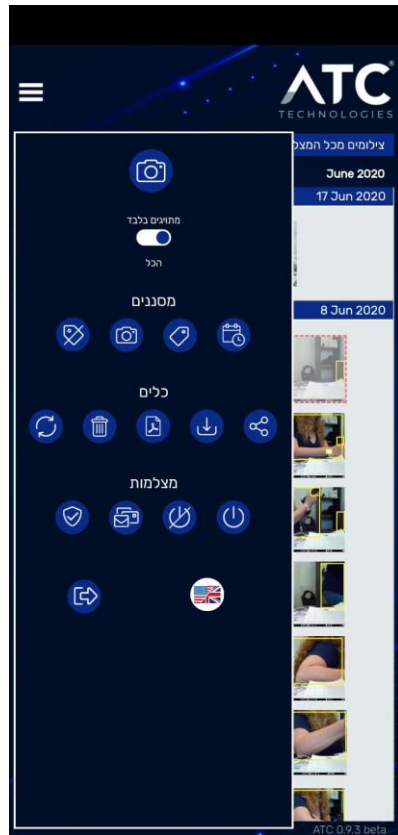 ATC
TECHNOLOGIES
צילומים מכל המצל
June 2020
17 Jun 2020
מתויגים בלבד
הכל
מסננים
8 Jun 2020
כלים
מצלמות
ATC 0.9.3 beta